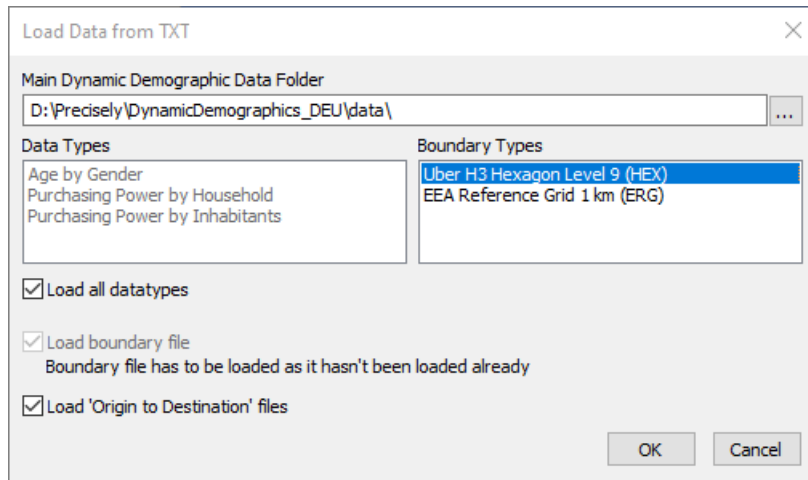 Load Data from TXT
Main Dynamic Demographic Data Folder
D:\Precisely\DynamicDemographics_DEU\data\
...
Data Types
Age by Gender
Purchasing Power by Household
Purchasing Power by Inhabitants
Boundary Types
Uber H3 Hexagon Level 9 (HEX)
EEA Reference Grid 1 km (ERG)
Load all datatypes
Load boundary file
Boundary file has to be loaded as it hasn't been loaded already
Load 'Origin to Destination' files
OK
Cancel